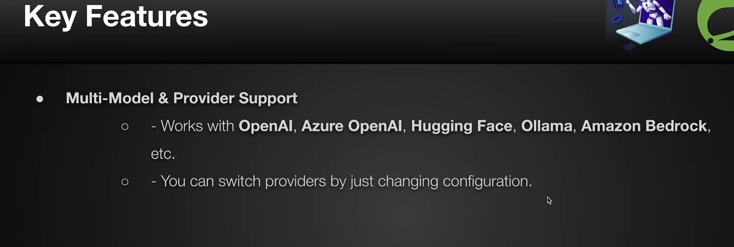 Key Features
● Multi-Model & Provider Support
○ - Works with OpenAI, Azure OpenAI, Hugging Face, Ollama, Amazon Bedrock,
etc.
○ - You can switch providers by just changing configuration.